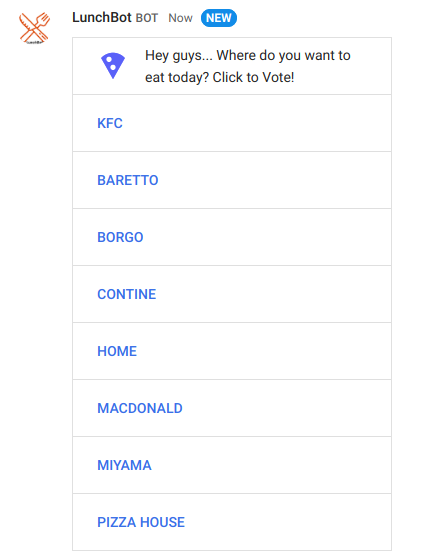 LunchBot BOT Now NEW
Hey guys... Where do you want to
eat today? Click to Vote!
KFC
BARETTO
BORGO
CONTINE
HOME
MACDONALD
MIYAMA
PIZZA HOUSE